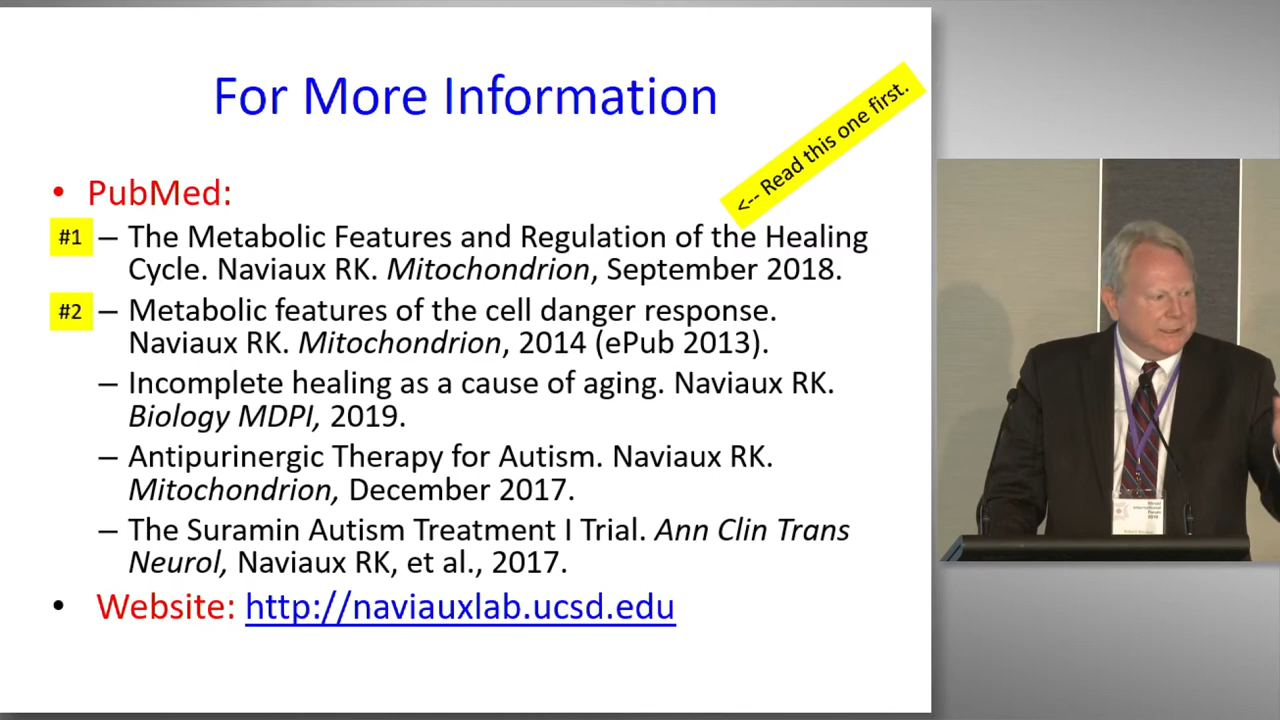 For More Information
<-- Read this one first.
• PubMed:
#1 – The Metabolic Features and Regulation of the Healing
Cycle. Naviaux RK. Mitochondrion, September 2018.
#2 – Metabolic features of the cell danger response.
Naviaux RK. Mitochondrion, 2014 (ePub 2013).
– Incomplete healing as a cause of aging. Naviaux RK.
Biology MDPI, 2019.
– Antipurinergic Therapy for Autism. Naviaux RK.
Mitochondrion, December 2017.
– The Suramin Autism Treatment I Trial. Ann Clin Trans
Neurol, Naviaux RK, et al., 2017.
• Website: http://naviauxlab.ucsd.edu
International
Forum